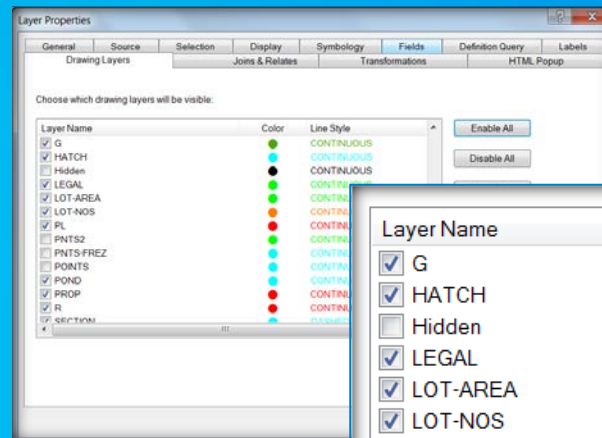 Layer Properties
General Source Selection Display Symbology Fields Definition Query Labels
Drawing Layers Joins & Relates Transformations HTML Popup
Choose which drawing layers will be visible:
Layer Name Color Line Style
G CONTINUOUS Enable All
HATCH CONTINUOUS
Hidden CONTINUOUS Disable All
LEGAL
LOT-AREA
LOT-NOS
PL
PNTS2
PNTS-FREZ
POINTS
POND
PROP
R
SECTION
Layer Name
G
HATCH
Hidden
LEGAL
LOT-AREA
LOT-NOS